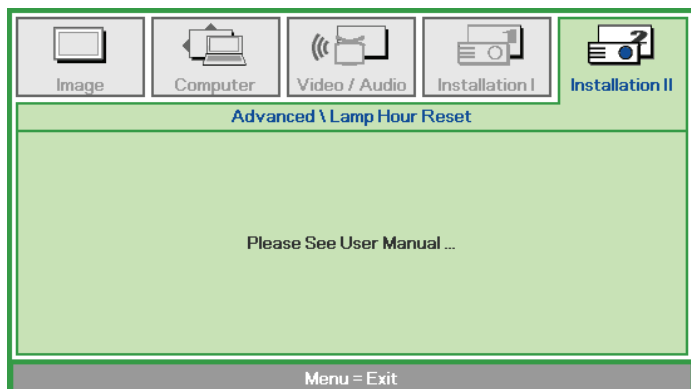 Image
Computer
Video / Audio
Installation I
Installation II
Advanced \ Lamp Hour Reset
Please See User Manual ...
Menu = Exit